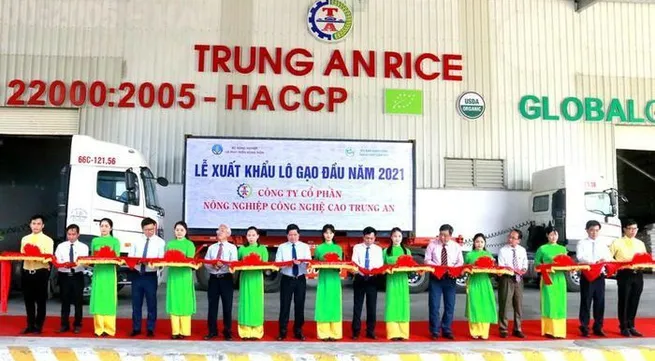 TRUNG AN RICE
22000:2005 - HACCP
USDA
ORGANIC
GLOBALG
LỄ XUẤT KHẨU LÔ GẠO ĐẦU NĂM 2021
CÔNG TY CỔ PHẦN
NÔNG NGHIỆP CÔNG NGHỆ CAO TRUNG AN
66C-121.56